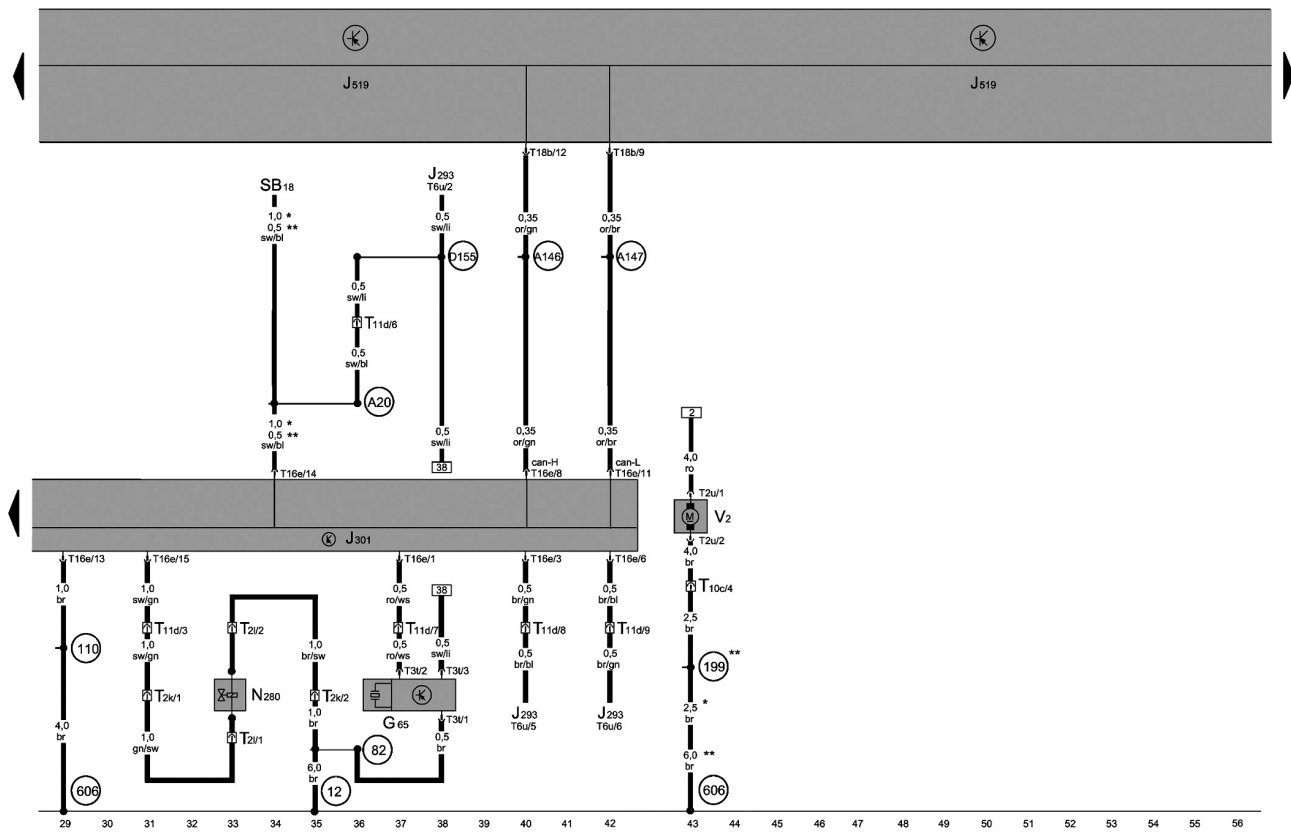 J519
J519
T18b/12
T18b/9
SB18
J293
T6u/2
1,0 *
0,5 **
sw/bl
0,5
sw/li
0,35
or/gn
0,35
or/br
D155
A146
A147
0,5
sw/li
T11d/6
0,5
sw/bl
A20
2
1,0 *
0,5 **
sw/bl
0,5
sw/li
0,35
or/gn
0,35
or/br
4,0
ro
38
can-H
can-L
T16e/14
T16e/8
T16e/11
T2u/1
M
V2
J301
T2u/2
T16e/13
T16e/15
T16e/1
T16e/3
T16e/6
4,0
br
T10c/4
1,0
br
1,0
sw/gn
0,5
ro/ws
38
0,5
br/gn
0,5
br/bl
T11d/3
T2l/2
T11d/7
T11d/8
T11d/9
2,5
br
110
1,0
sw/gn
1,0
br/sw
0,5
ro/ws
0,5
sw/li
0,5
br/bl
0,5
br/gn
199 **
T3t/2
T3t/3
T2k/1
N280
T2k/2
2,5 *
br
G65
T3t/1
J293
T6u/5
J293
T6u/6
4,0
br
1,0
gn/sw
T2l/1
1,0
br
82
0,5
br
6,0 **
br
6,0
br
606
12
606
29 30 31 32 33 34 35 36 37 38 39 40 41 42 43 44 45 46 47 48 49 50 51 52 53 54 55 56